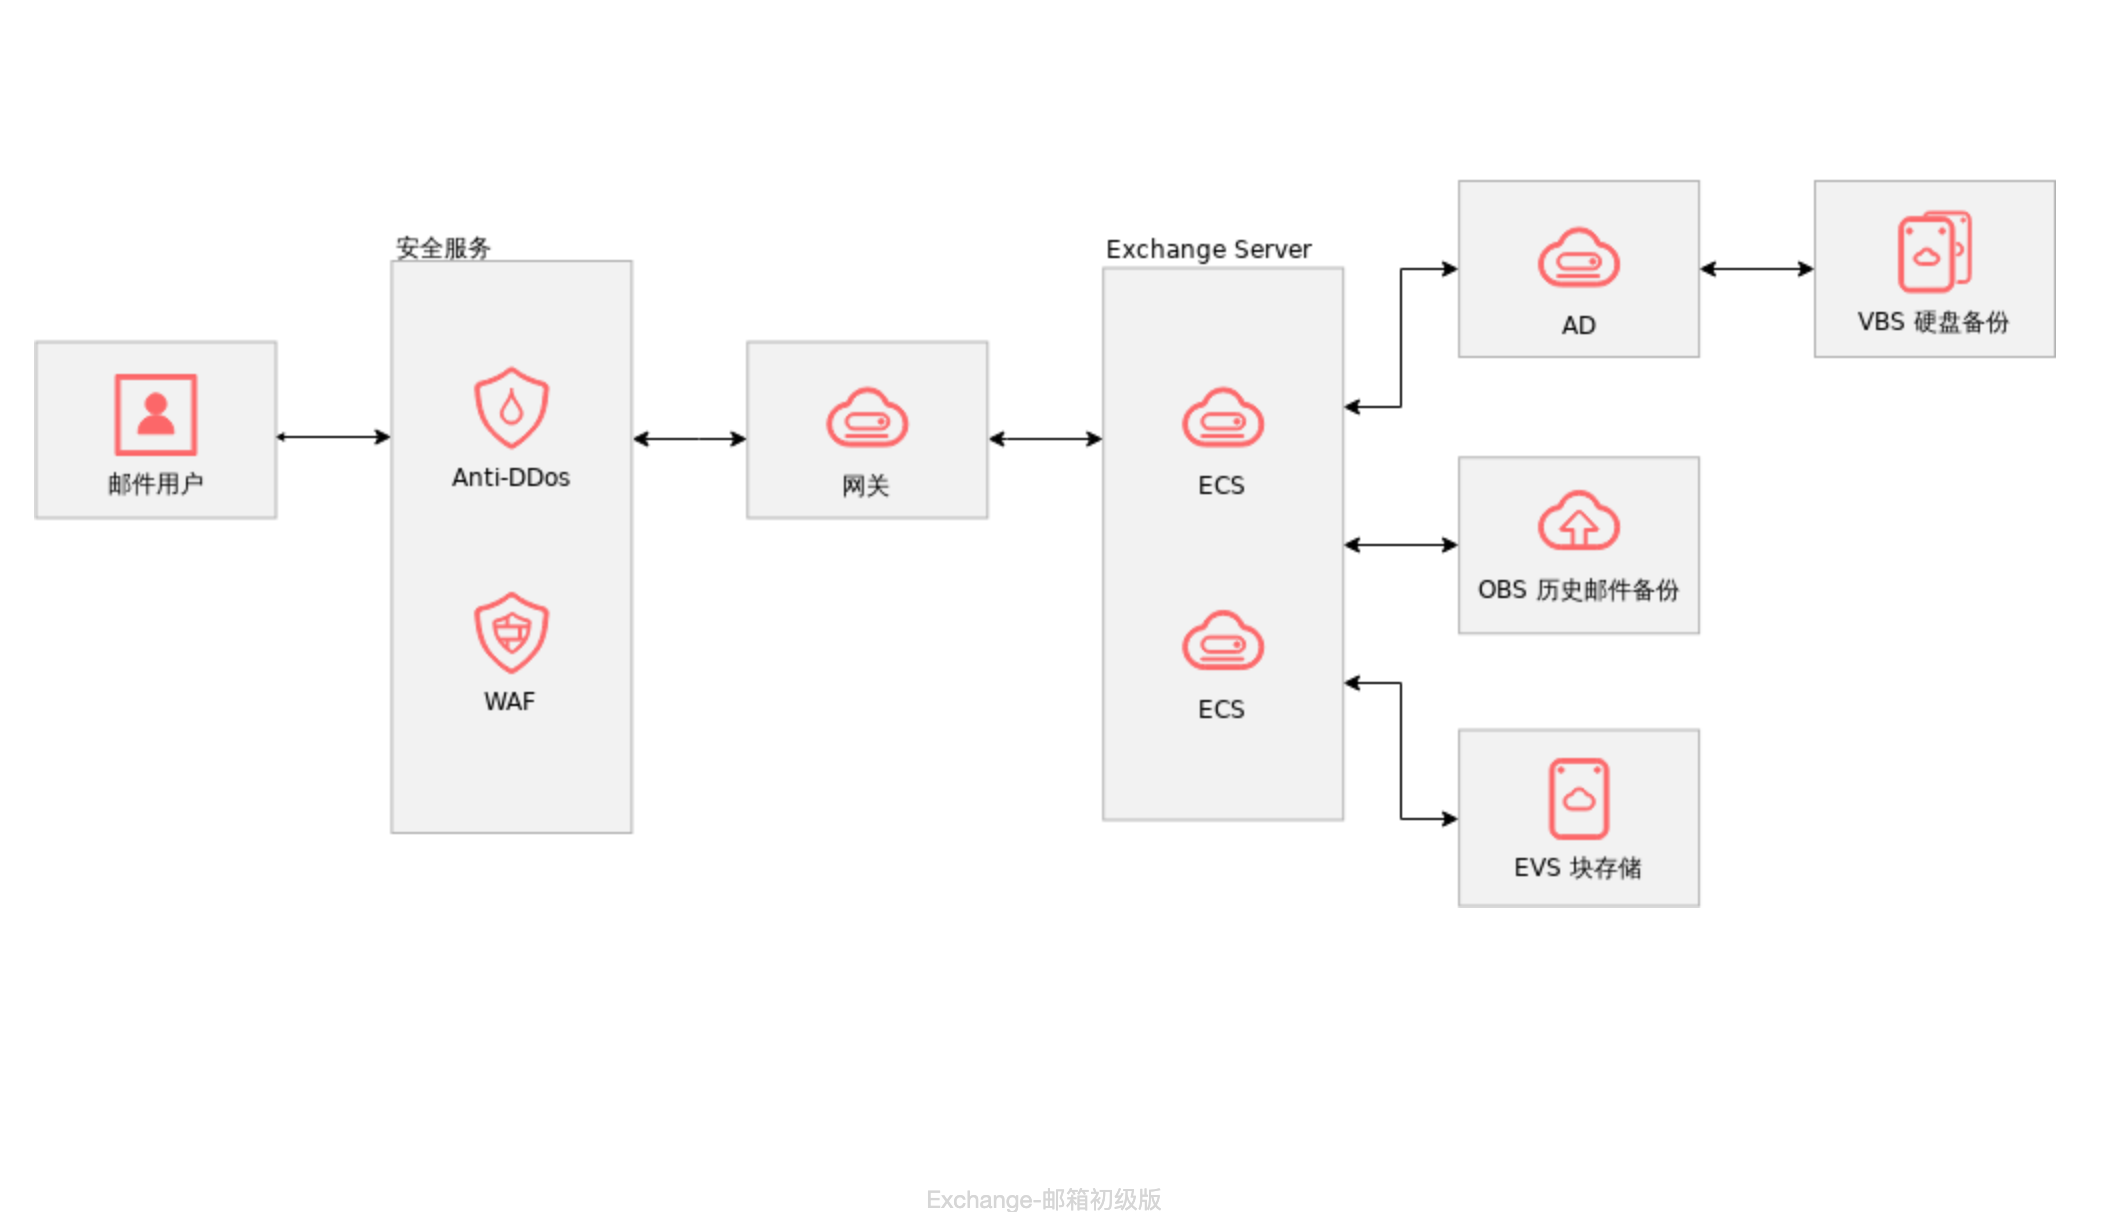 安全服务
邮件用户
Anti-DDos
WAF
网关
Exchange Server
ECS
ECS
AD
VBS 硬盘备份
OBS 历史邮件备份
EVS 块存储
Exchange-邮箱初级版